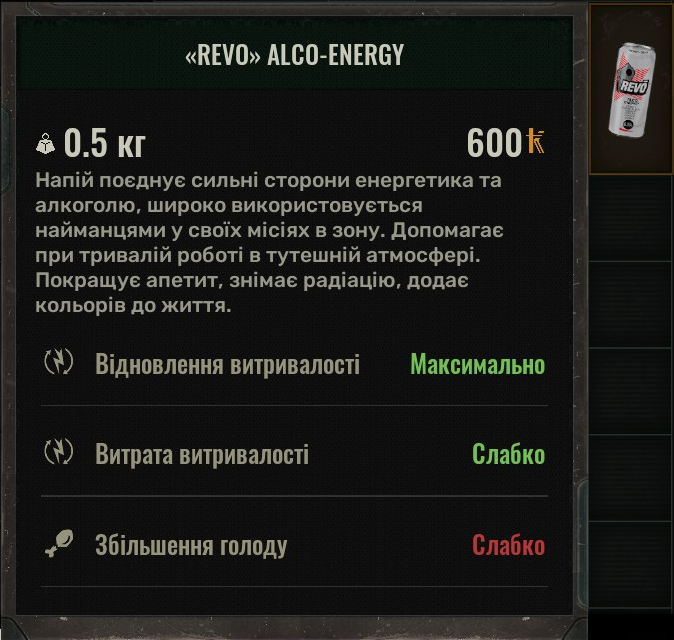 «REVO» ALCO-ENERGY
0.5 кг
600
Напій поєднує сильні сторони енергетика та
алкоголю, широко використовується
найманцями у своїх місіях в зону. Допомагає
при тривалій роботі в тутешній атмосфері.
Покращує апетит, знімає радіацію, додає
кольорів до життя.
Відновлення витривалості Максимально
Витрата витривалості Слабко
Збільшення голоду Слабко
REVO